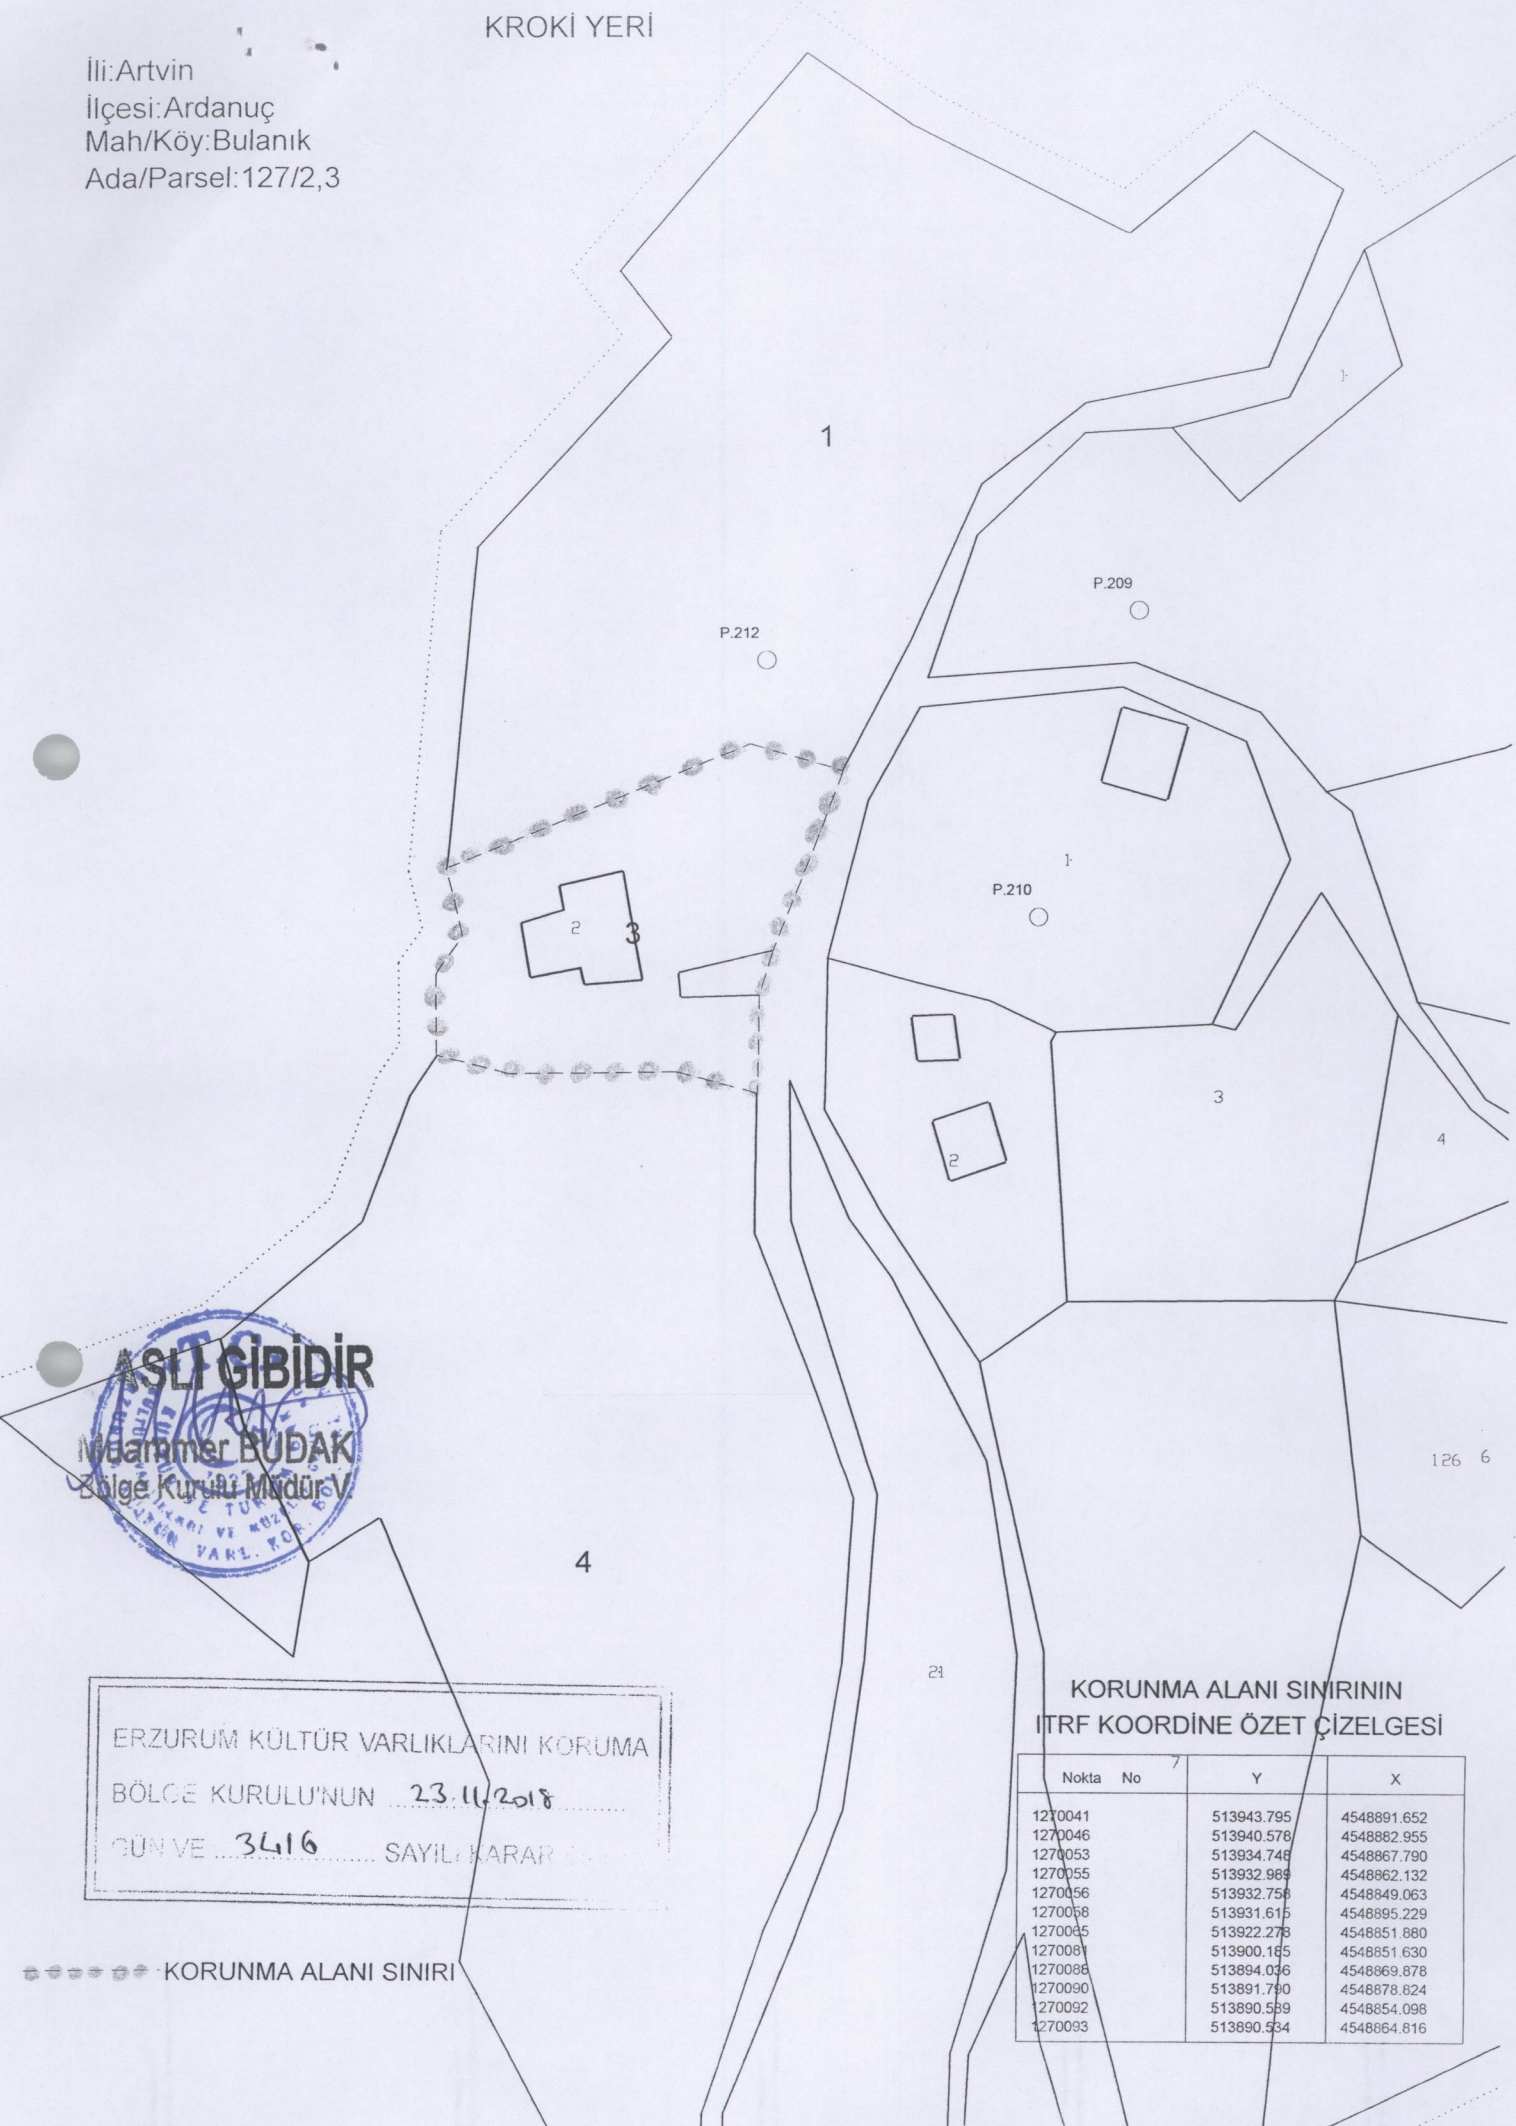 KROKİ YERİ
İli:Artvin
İlçesi:Ardanuç
Mah/Köy:Bulanık
Ada/Parsel:127/2,3
1
1
P.209
P.212
1
P.210
2
3
3
2
4
ASLI GİBİDİR
Muammer BUDAK
Bölge Kurulu Müdür V.
T.C.
126 6
4
21
ERZURUM KÜLTÜR VARLIKLARINI KORUMA
BÖLGE KURULU'NUN 23.11.2018
GÜN VE 3416 SAYILI KARAR
KORUNMA ALANI SINIRI
KORUNMA ALANI SINIRININ
ITRF KOORDİNE ÖZET ÇİZELGESİ
7
Nokta No Y X
1270041 513943.795 4548891.652
1270046 513940.578 4548882.955
1270053 513934.748 4548867.790
1270055 513932.989 4548862.132
1270056 513932.758 4548849.063
1270058 513931.615 4548895.229
1270065 513922.278 4548851.880
1270081 513900.185 4548851.630
1270086 513894.036 4548869.878
1270090 513891.790 4548878.824
1270092 513890.589 4548854.098
1270093 513890.534 4548864.816